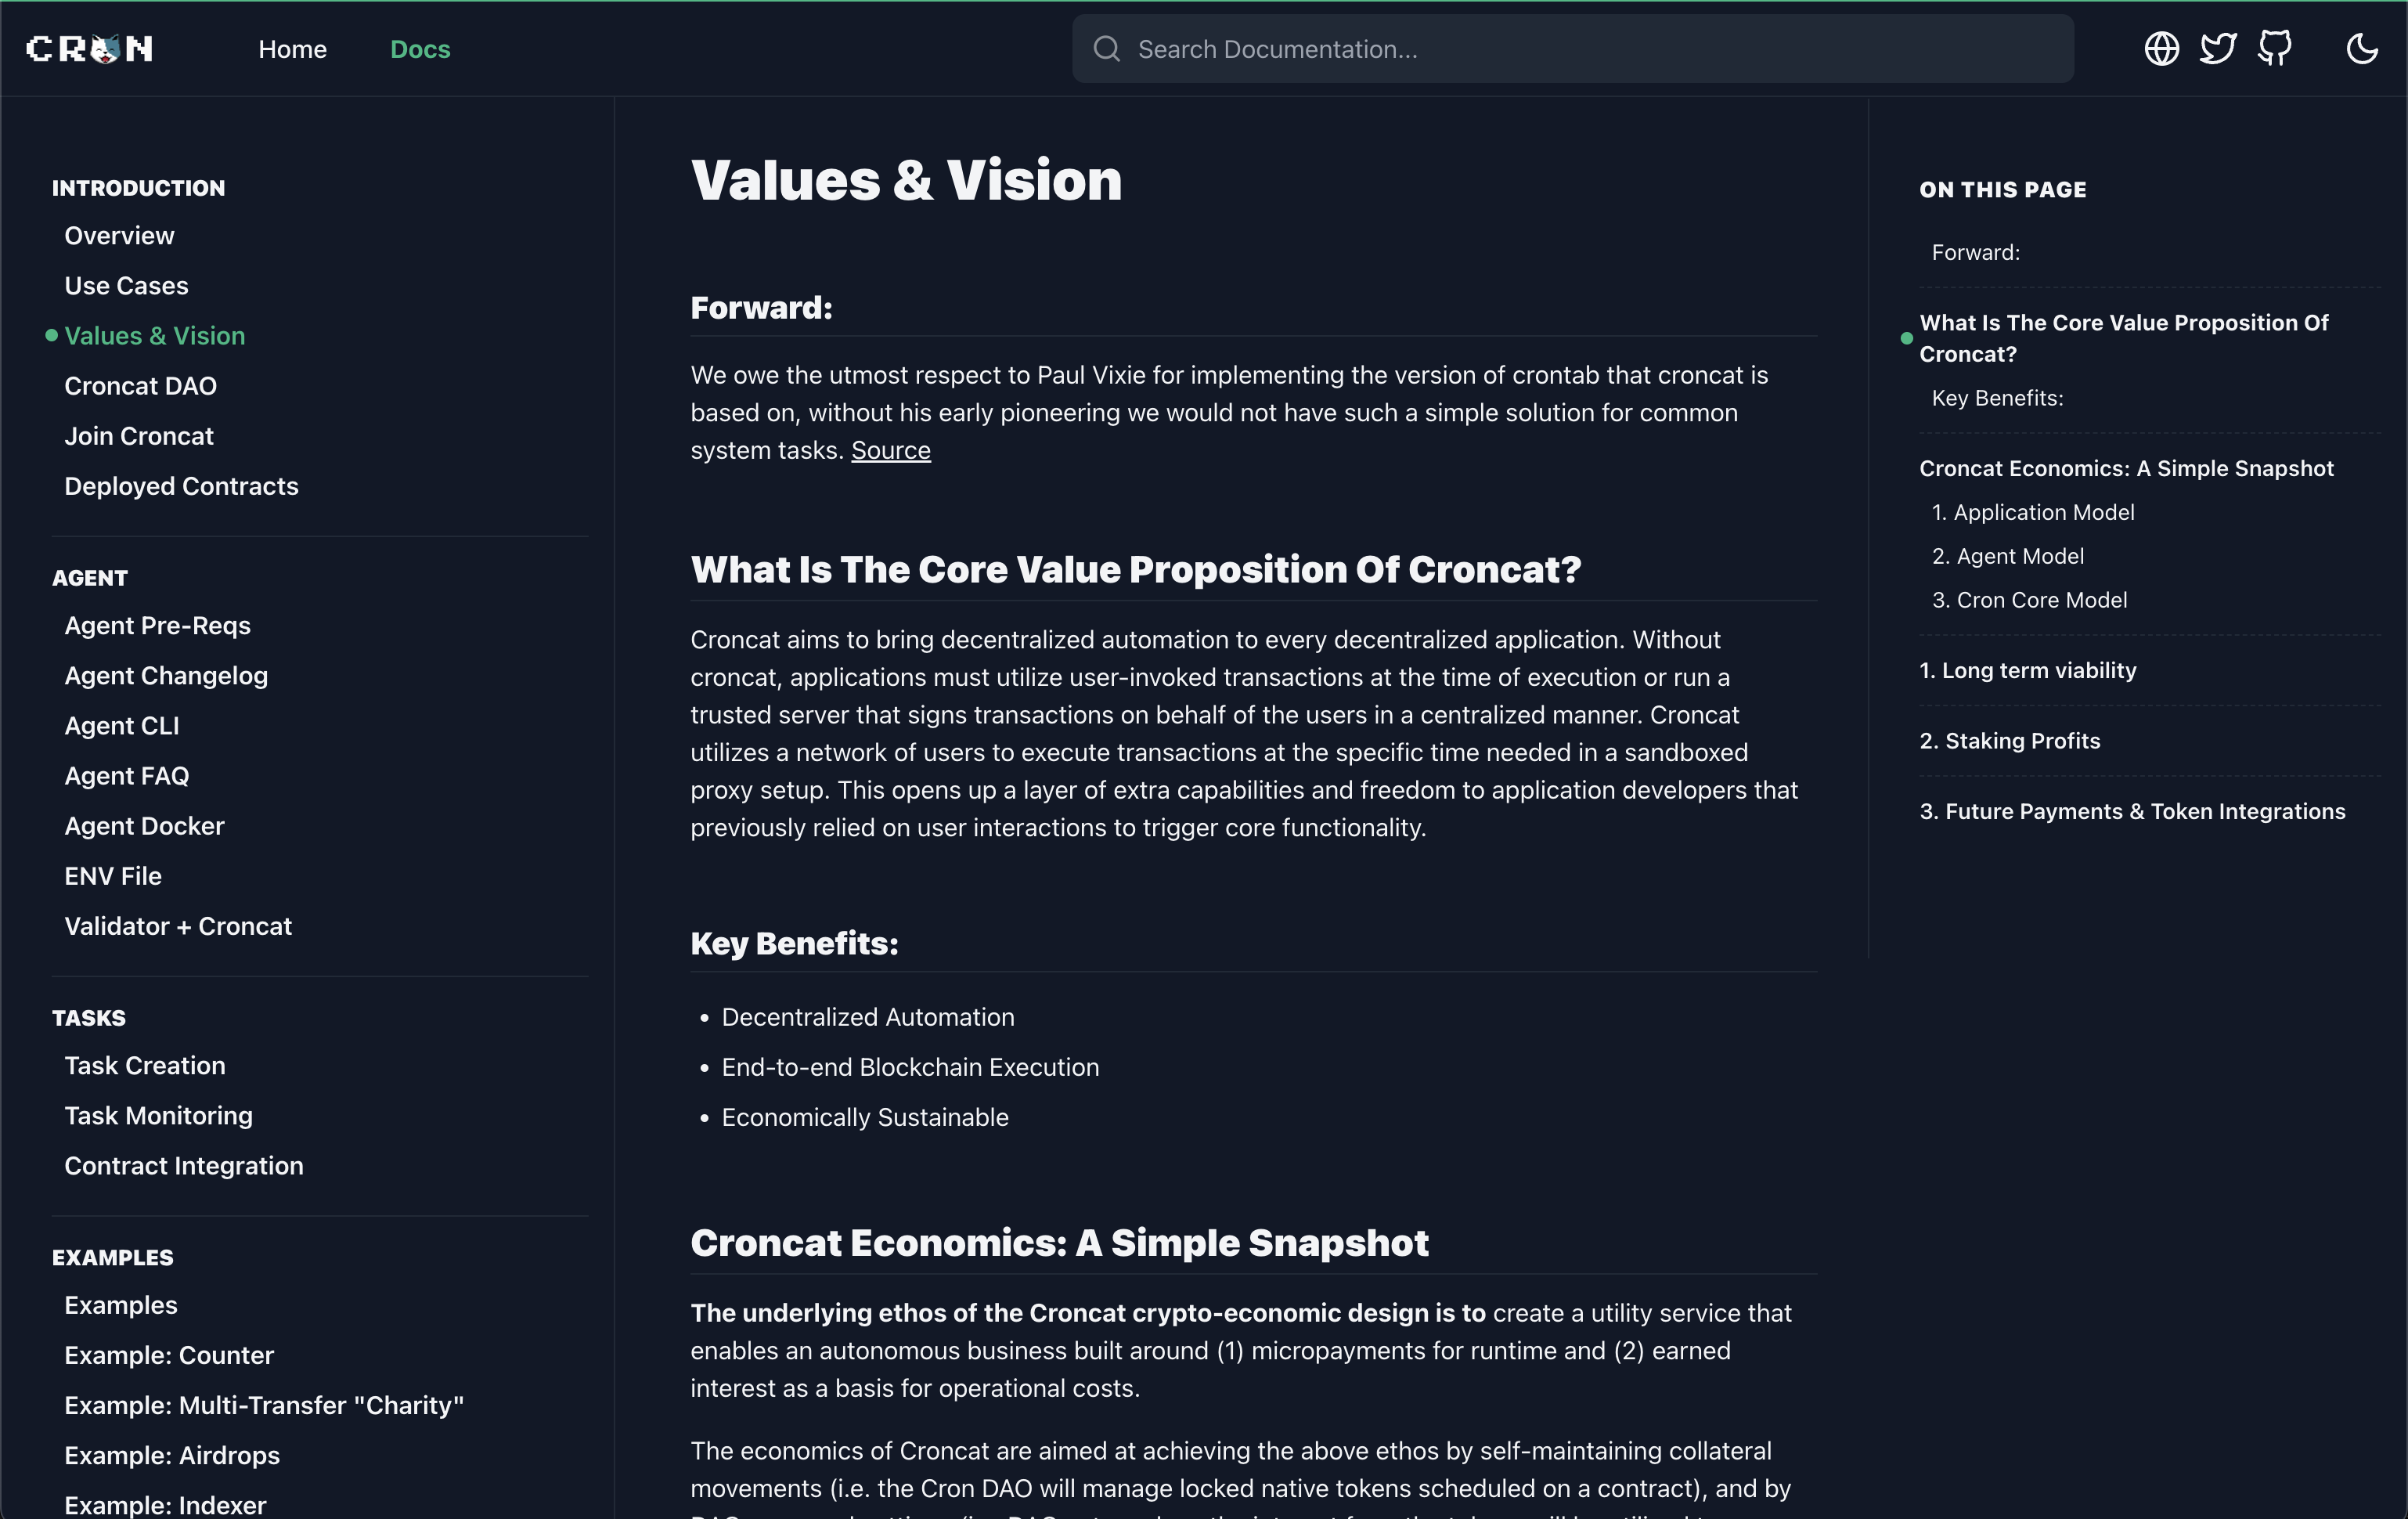 CRON
Home
Docs
Search Documentation...
INTRODUCTION
Overview
Use Cases
Values & Vision
Croncat DAO
Join Croncat
Deployed Contracts
AGENT
Agent Pre-Reqs
Agent Changelog
Agent CLI
Agent FAQ
Agent Docker
ENV File
Validator + Croncat
TASKS
Task Creation
Task Monitoring
Contract Integration
EXAMPLES
Examples
Example: Counter
Example: Multi-Transfer "Charity"
Example: Airdrops
Example: Indexer
Values & Vision
Forward:
We owe the utmost respect to Paul Vixie for implementing the version of crontab that croncat is
based on, without his early pioneering we would not have such a simple solution for common
system tasks. Source
What Is The Core Value Proposition Of Croncat?
Croncat aims to bring decentralized automation to every decentralized application. Without
croncat, applications must utilize user-invoked transactions at the time of execution or run a
trusted server that signs transactions on behalf of the users in a centralized manner. Croncat
utilizes a network of users to execute transactions at the specific time needed in a sandboxed
proxy setup. This opens up a layer of extra capabilities and freedom to application developers that
previously relied on user interactions to trigger core functionality.
Key Benefits:
• Decentralized Automation
• End-to-end Blockchain Execution
• Economically Sustainable
Croncat Economics: A Simple Snapshot
The underlying ethos of the Croncat crypto-economic design is to create a utility service that
enables an autonomous business built around (1) micropayments for runtime and (2) earned
interest as a basis for operational costs.
The economics of Croncat are aimed at achieving the above ethos by self-maintaining collateral
movements (i.e. the Cron DAO will manage locked native tokens scheduled on a contract), and by
ON THIS PAGE
Forward:
What Is The Core Value Proposition Of
Croncat?
Key Benefits:
Croncat Economics: A Simple Snapshot
1. Application Model
2. Agent Model
3. Cron Core Model
1. Long term viability
2. Staking Profits
3. Future Payments & Token Integrations